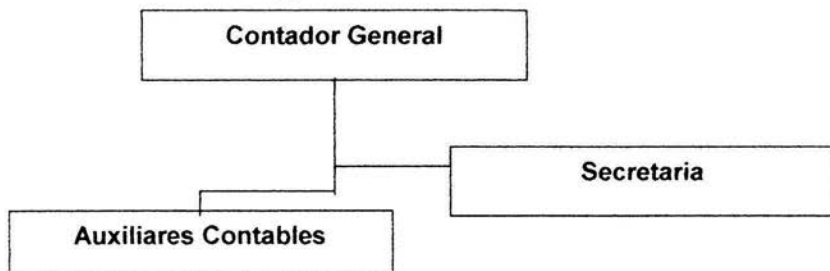 Contador General
Secretaria
Auxiliares Contables